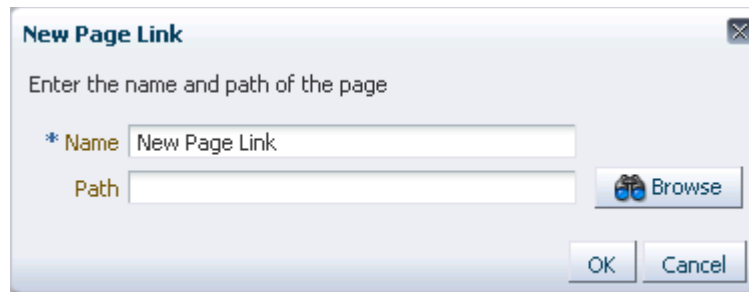 New Page Link
Enter the name and path of the page
* Name New Page Link
Path Browse
OK Cancel